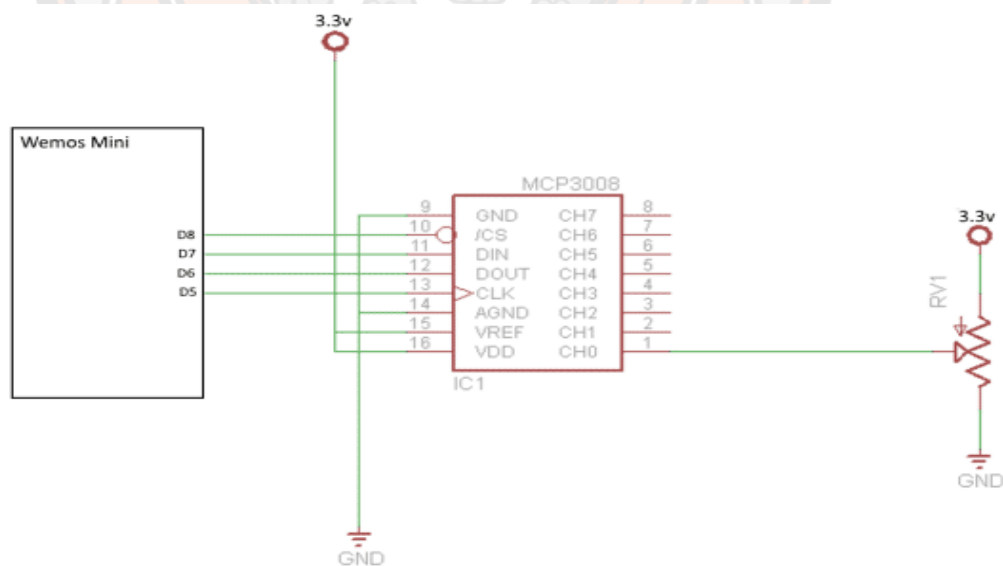 3.3v
Wemos Mini
D8
D7
D6
D5
MCP3008
9 GND CH7 8
10 /CS CH6 7
11 DIN CH5 6
12 DOUT CH4 5
13 CLK CH3 4
14 AGND CH2 3
15 VREF CH1 2
16 VDD CH0 1
IC1
GND
3.3v
RV1
GND